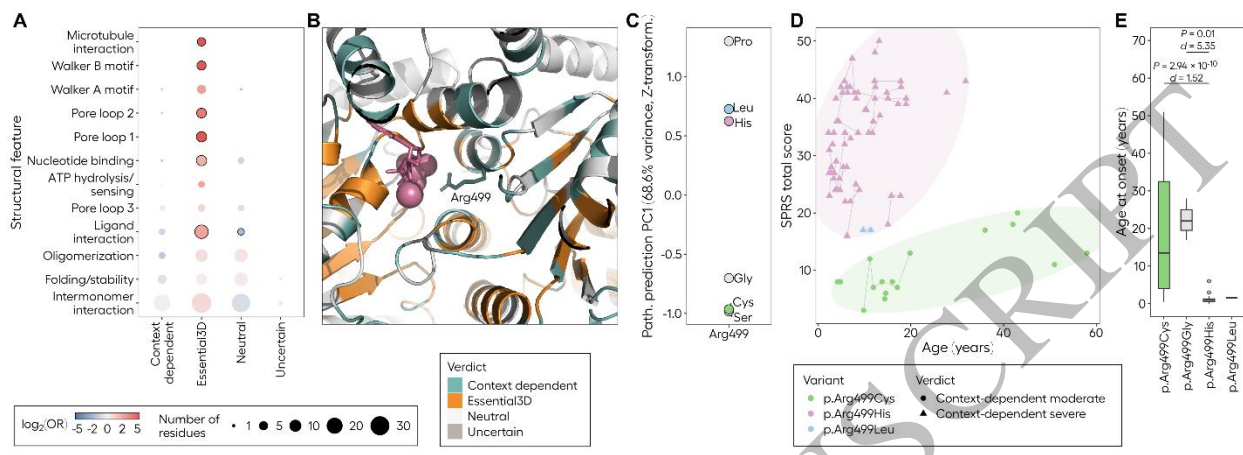 A
Structural feature
Microtubule
interaction
Walker B motif
Walker A motif
Pore loop 2
Pore loop 1
Nucleotide binding
ATP hydrolysis/
sensing
Pore loop 3
Ligand
interaction
Oligomerization
Folding/stability
Intermonomer
interaction
Context
dependent
Essential3D
Neutral
Uncertain
log2(OR)
-5 -2 0 2 5
Number of
residues
1 5 10 20 30
B
Arg499
Verdict
Context dependent
Essential3D
Neutral
Uncertain
C
Path. prediction PC1 (68.6% variance, Z-transform.)
1.0
0.5
0.0
-0.5
-1.0
Pro
Leu
His
Gly
Cys
Ser
Arg499
D
SPRS total score
50
40
30
20
10
0 20 40 60
Age (years)
Variant
p.Arg499Cys
p.Arg499His
p.Arg499Leu
Verdict
Context-dependent moderate
Context-dependent severe
E
P = 0.01
d = 5.35
P = 2.94 × 10-10
d = 1.52
Age at onset (years)
70
60
50
40
30
20
10
0
p.Arg499Cys
p.Arg499Gly
p.Arg499His
p.Arg499Leu
SCRIPT